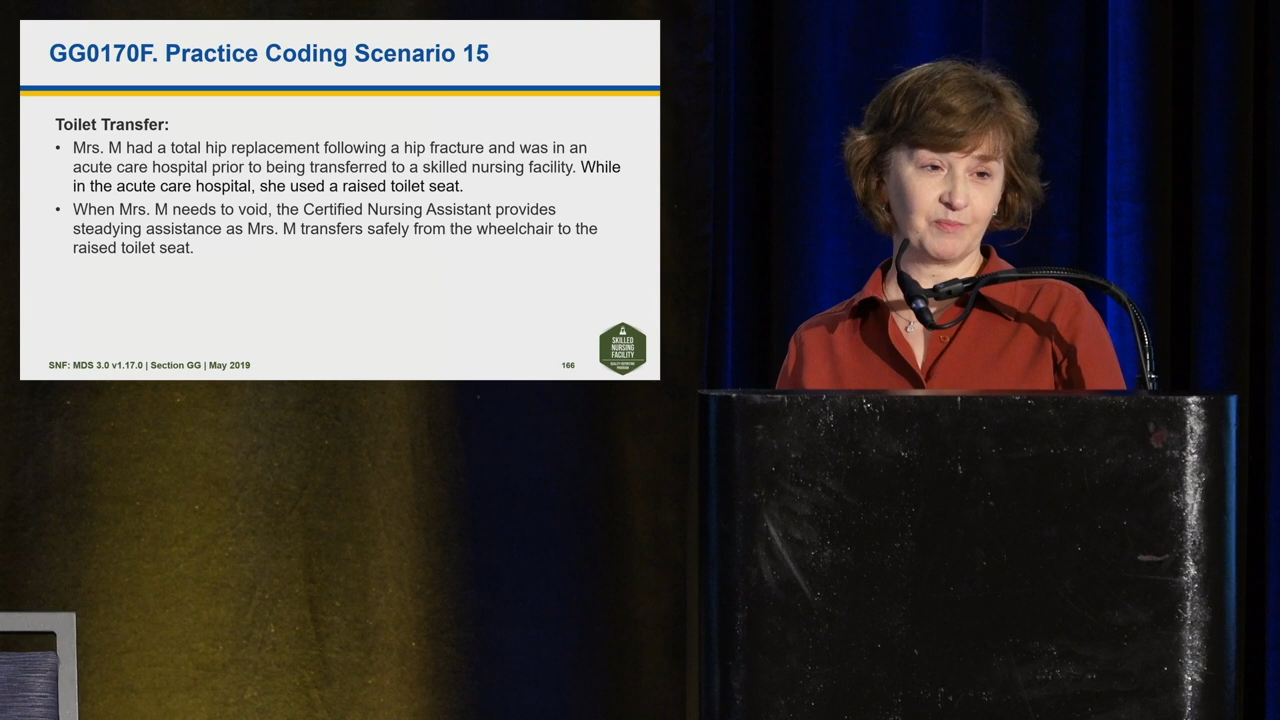 GG0170F. Practice Coding Scenario 15
Toilet Transfer:
• Mrs. M had a total hip replacement following a hip fracture and was in an
acute care hospital prior to being transferred to a skilled nursing facility. While
in the acute care hospital, she used a raised toilet seat.
• When Mrs. M needs to void, the Certified Nursing Assistant provides
steadying assistance as Mrs. M transfers safely from the wheelchair to the
raised toilet seat.
SNF: MDS 3.0 v1.17.0 | Section GG | May 2019
166
SKILLED
NURSING
FACILITY
QUALITY REPORTING
PROGRAM